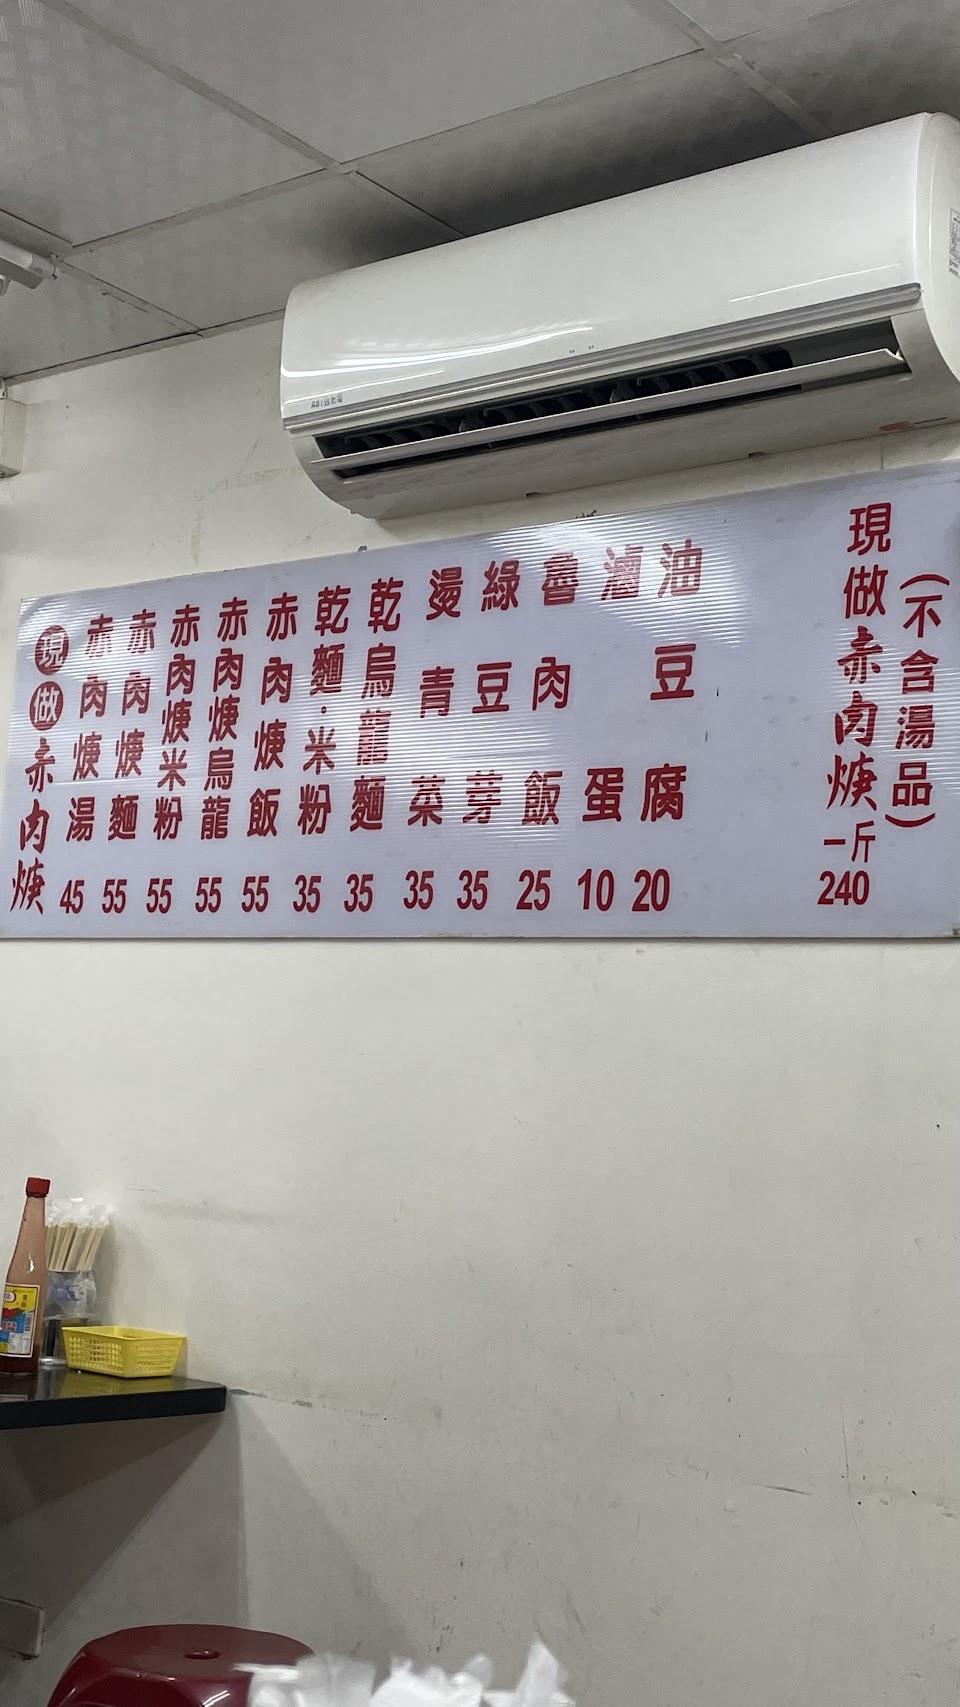 現做赤肉焿
赤肉焿湯 45
赤肉焿麵 55
赤肉焿米粉 55
赤肉焿烏龍 55
赤肉焿飯 55
乾麵·米粉 35
乾烏龍麵 35
燙青菜 35
綠豆芽 35
魯肉飯 25
滷蛋 10
油豆腐 20
現做赤肉焿一斤 240
(不含湯品)